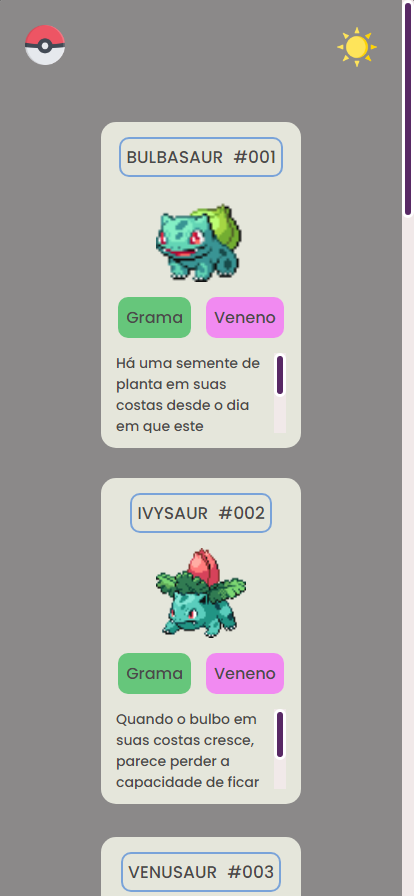 BULBASAUR #001
Grama Veneno
Há uma semente de
planta em suas
costas desde o dia
em que este
IVYSAUR #002
Grama Veneno
Quando o bulbo em
suas costas cresce,
parece perder a
capacidade de ficar
VENUSAUR #003